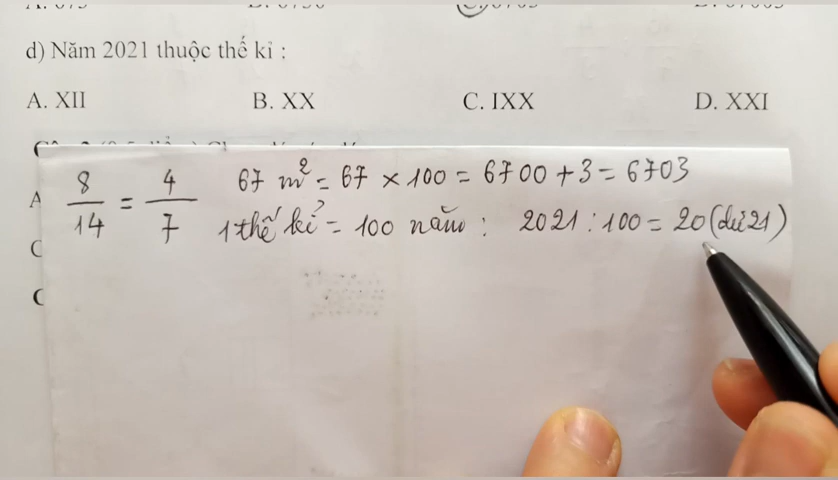 d) Năm 2021 thuộc thế kỉ :
A. XII B. XX C. IXX D. XXI
8/14 = 4/7 67 m² = 67 × 100 = 6700 + 3 = 6703
1 thế kỉ = 100 năm : 2021 : 100 = 20 (dư 21)